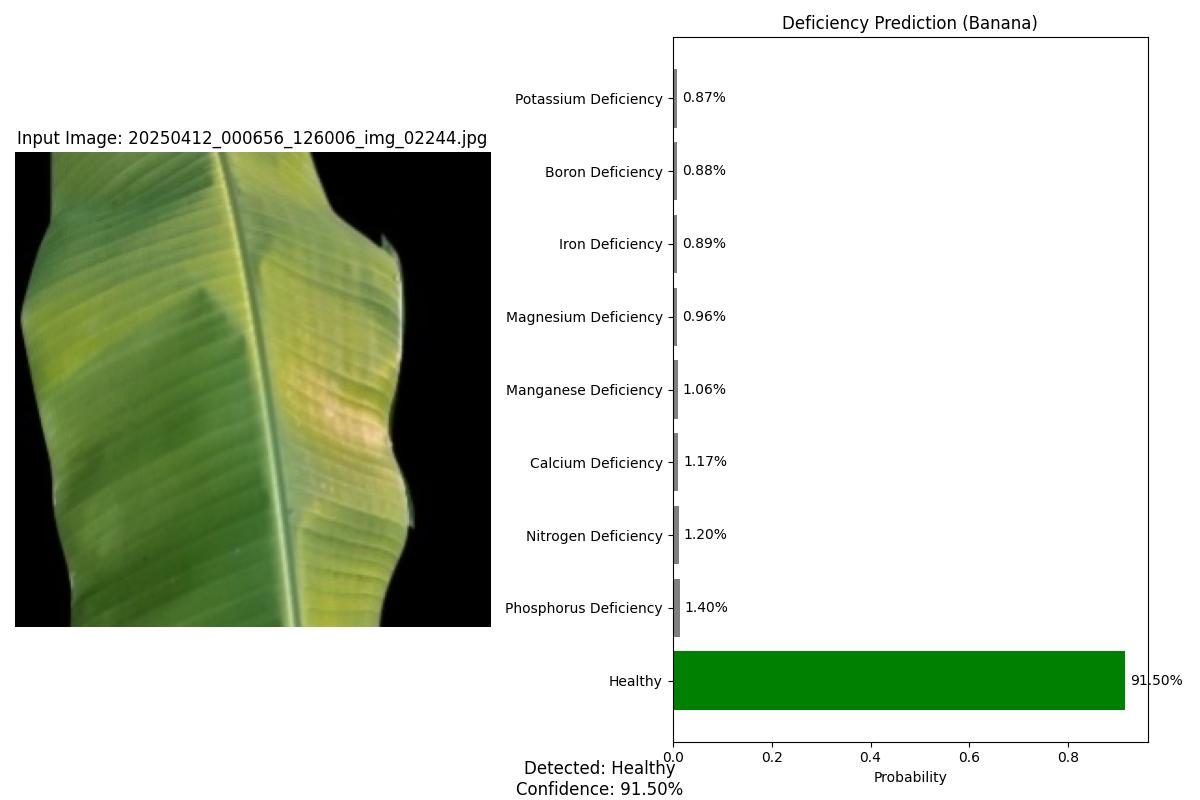 Input Image: 20250412_000656_126006_img_02244.jpg
Deficiency Prediction (Banana)
Potassium Deficiency 0.87%
Boron Deficiency 0.88%
Iron Deficiency 0.89%
Magnesium Deficiency 0.96%
Manganese Deficiency 1.06%
Calcium Deficiency 1.17%
Nitrogen Deficiency 1.20%
Phosphorus Deficiency 1.40%
Healthy 91.50%
0.0 0.2 0.4 0.6 0.8
Probability
Detected: Healthy
Confidence: 91.50%